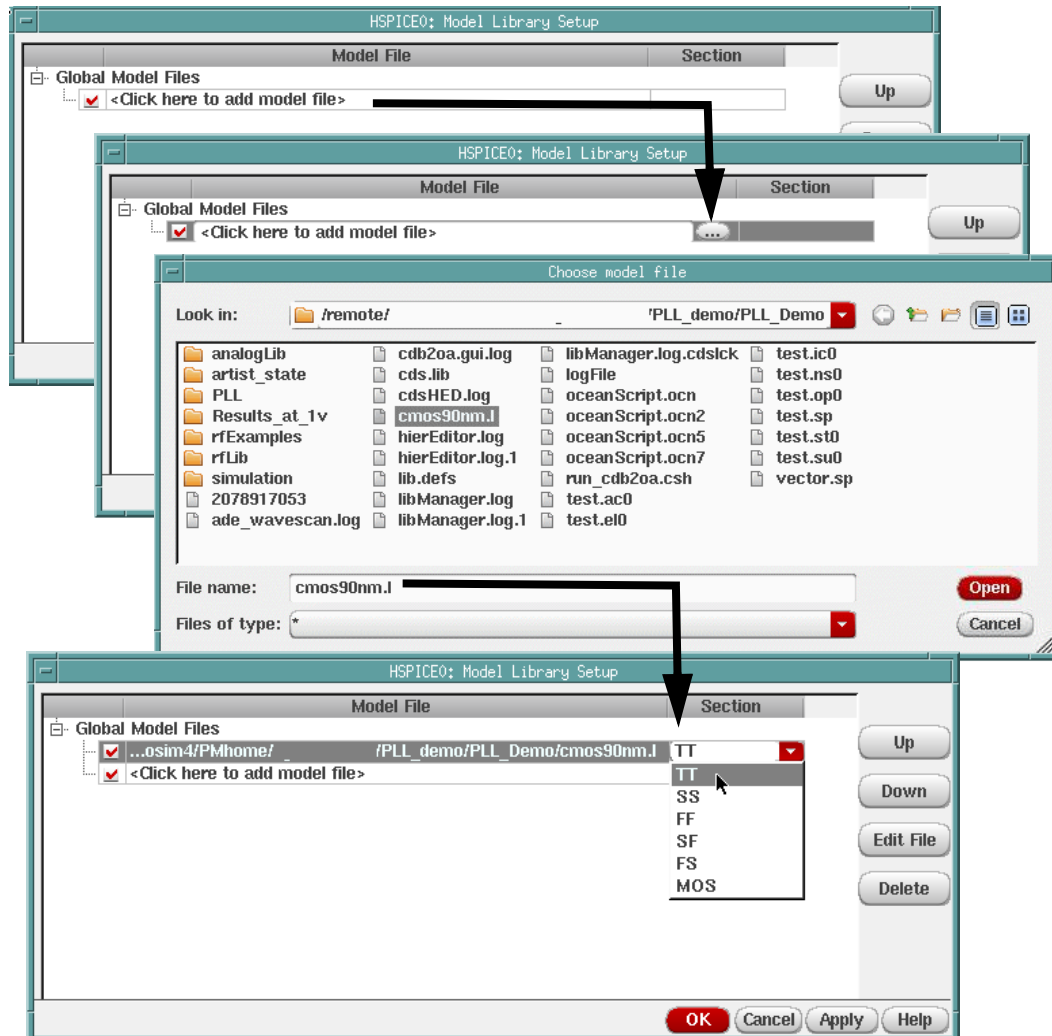 HSPICE0: Model Library Setup
Model File Section
Global Model Files
<Click here to add model file>
Up
HSPICE0: Model Library Setup
Model File Section
Global Model Files
<Click here to add model file> ...
Up
Choose model file
Look in: /remote/ _ 'PLL_demo/PLL_Demo
analogLib cdb2oa.gui.log libManager.log.cdslck test.ic0
artist_state cds.lib logFile test.ns0
PLL cdsHED.log oceanScript.ocn test.op0
Results_at_1v cmos90nm.l oceanScript.ocn2 test.sp
rfExamples hierEditor.log oceanScript.ocn5 test.st0
rfLib hierEditor.log.1 oceanScript.ocn7 test.su0
simulation lib.defs run_cdb2oa.csh vector.sp
2078917053 libManager.log test.ac0
ade_wavescan.log libManager.log.1 test.el0
File name: cmos90nm.l Open
Files of type: * Cancel
HSPICE0: Model Library Setup
Model File Section
Global Model Files
...osim4/PMhome/ _ /PLL_demo/PLL_Demo/cmos90nm.l TT
<Click here to add model file>
TT
SS
FF
SF
FS
MOS
Up
Down
Edit File
Delete
OK Cancel Apply Help